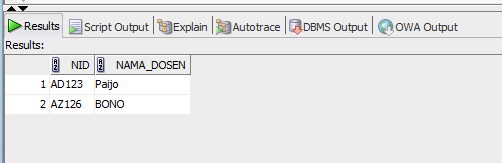 Results Script Output Explain Autotrace DBMS Output OWA Output
Results:
NID NAMA_DOSEN
1 AD123 Paijo
2 AZ126 BONO